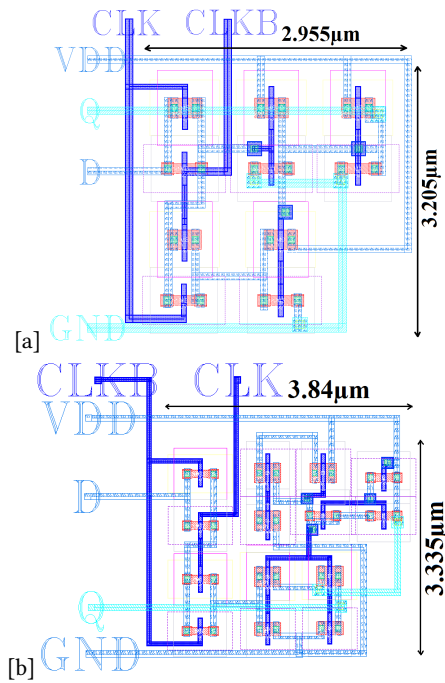 CLK CLKB
2.955µm
VDD
Q
D
3.205µm
GND
[a]
CLKB CLK
3.84µm
VDD
D
3.335µm
Q
GND
[b]